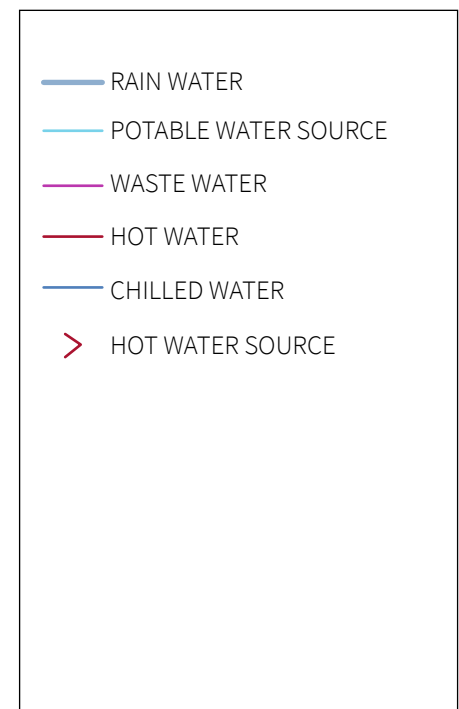 RAIN WATER
POTABLE WATER SOURCE
WASTE WATER
HOT WATER
CHILLED WATER
HOT WATER SOURCE